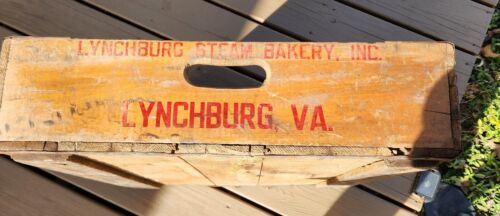 LYNCHBURG STEAM BAKERY, INC.
LYNCHBURG, VA.